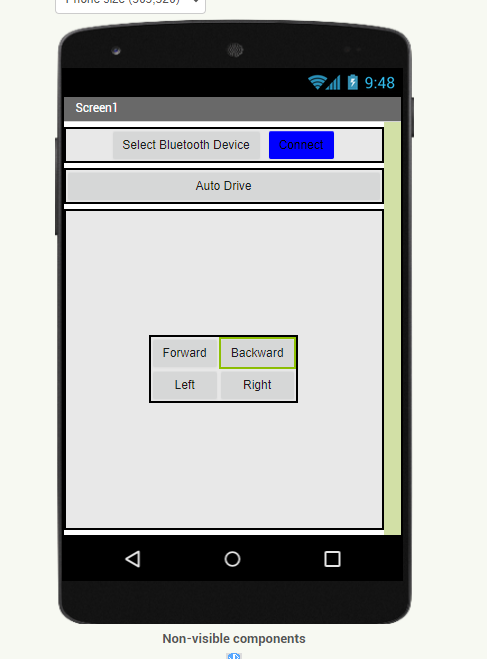 Phone size (505,320)
9:48
Screen1
Select Bluetooth Device Connect
Auto Drive
Forward Backward
Left Right
Non-visible components